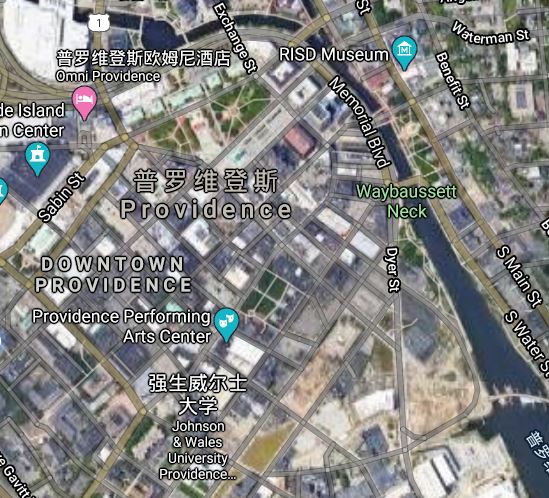 1
Exchange St
St
Waterman St
普罗维登斯欧姆尼酒店
Omni Providence
RISD Museum
Benefit St
de Island
n Center
Memorial Blvd
Sabin St
普罗维登斯
Providence
Waybaussett
Neck
DOWNTOWN
PROVIDENCE
Dyer St
S Main St
Providence Performing
Arts Center
S Water St
强生威尔士
大学
Johnson
& Wales
University
Providence...